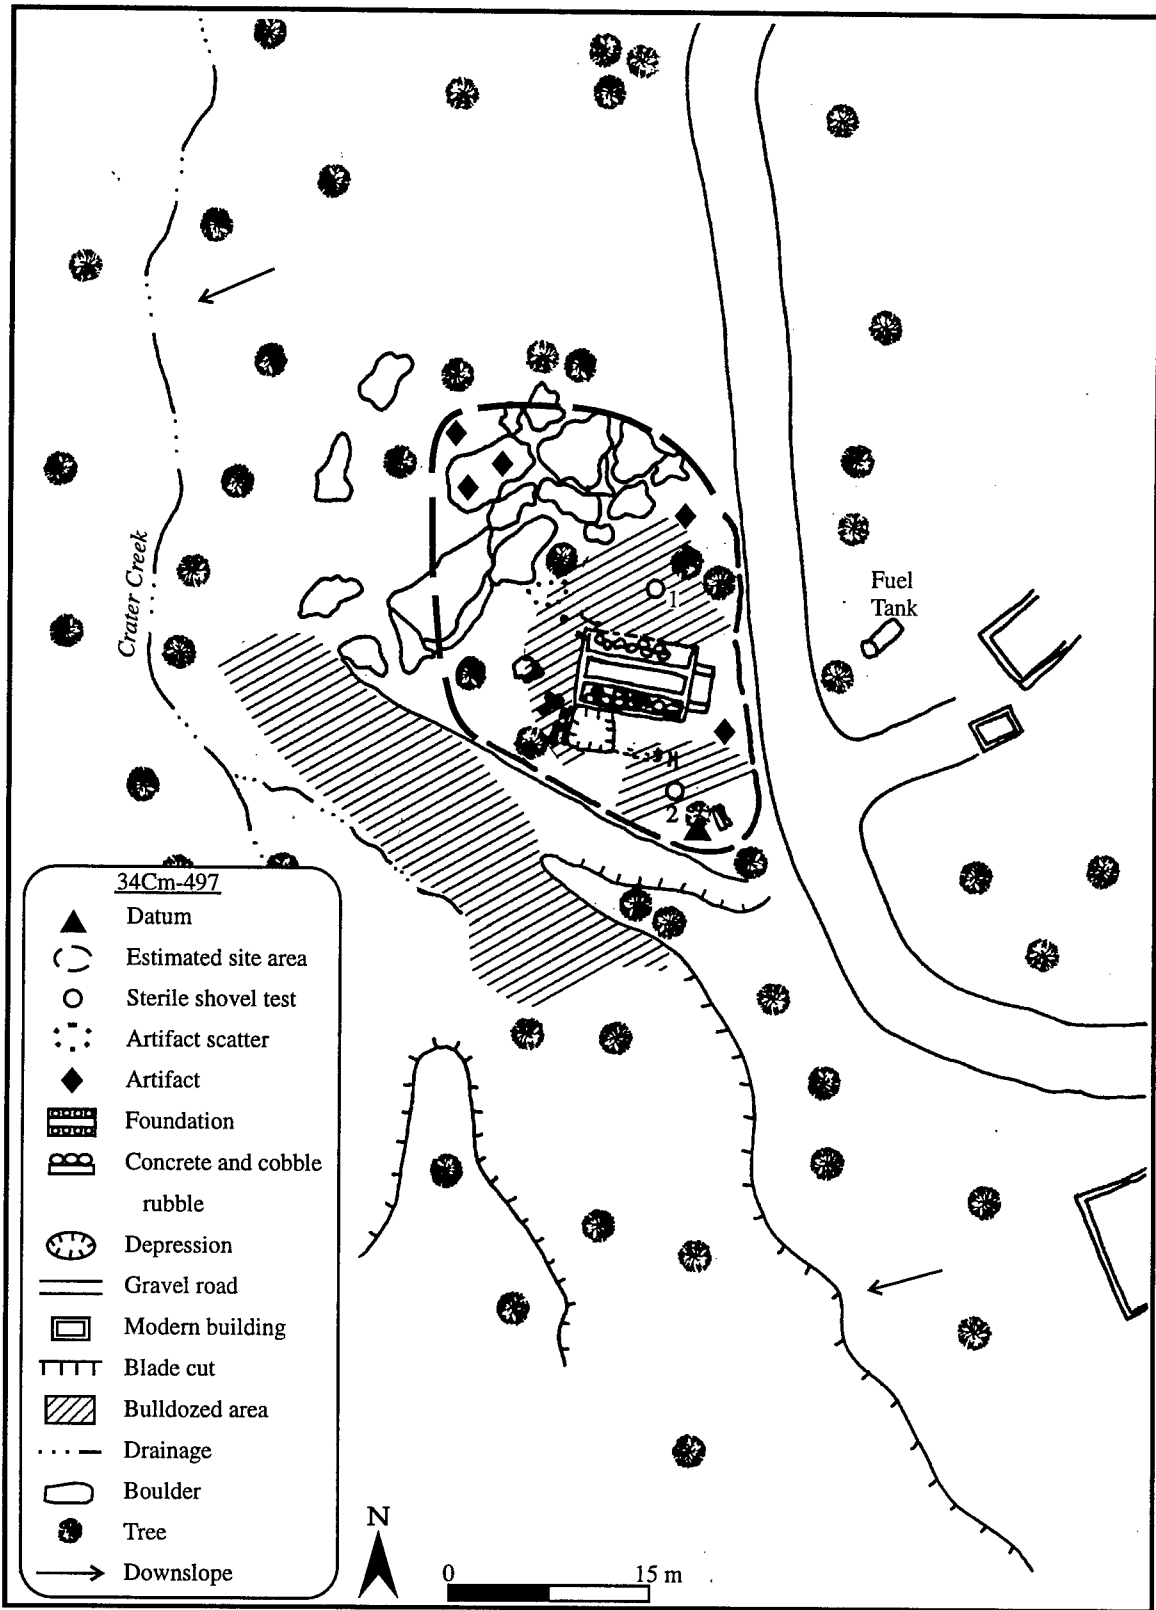 Crater Creek
Fuel
Tank
1
2
34Cm-497
Datum
Estimated site area
Sterile shovel test
Artifact scatter
Artifact
Foundation
Concrete and cobble
rubble
Depression
Gravel road
Modern building
Blade cut
Bulldozed area
Drainage
Boulder
Tree
Downslope
N
0 15 m